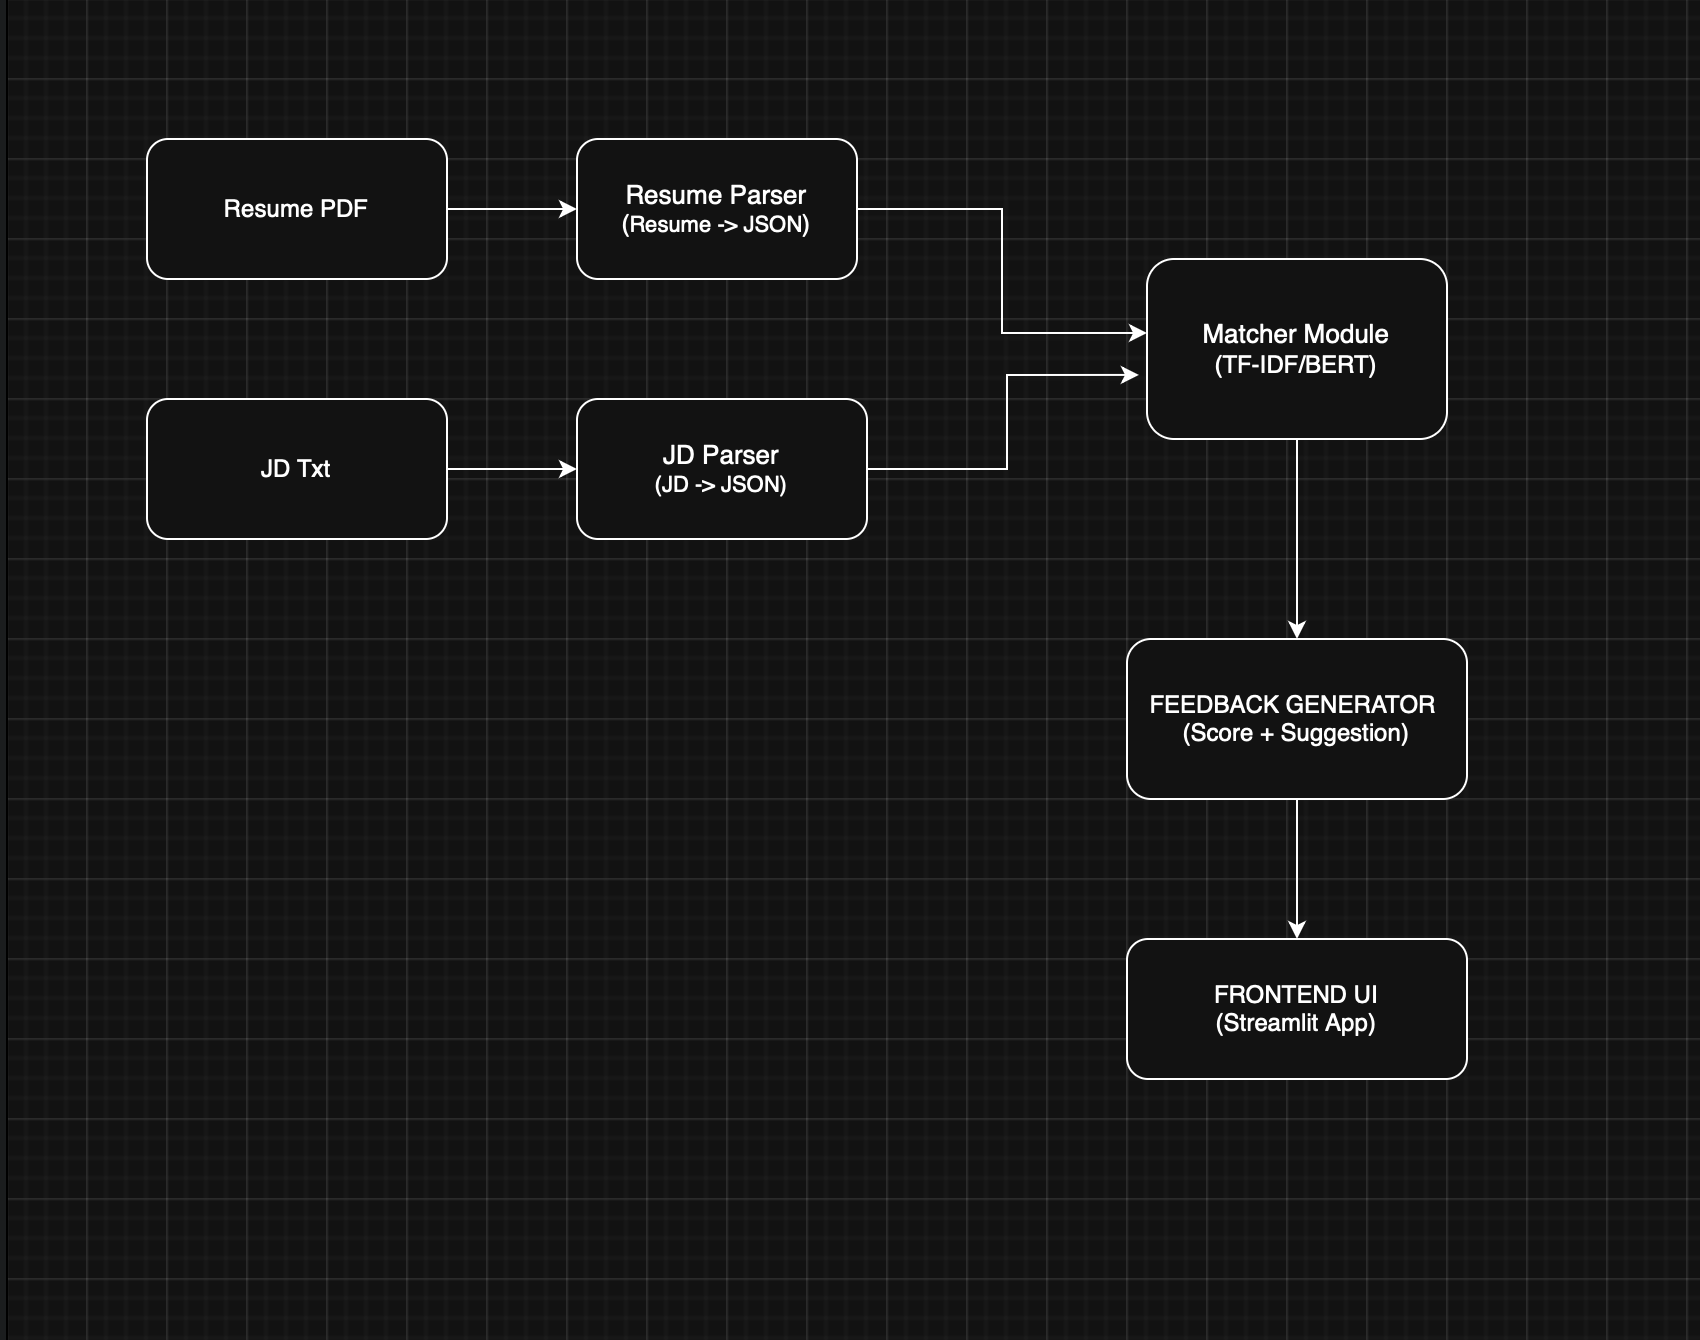 Resume PDF
Resume Parser
(Resume -> JSON)
Matcher Module
(TF-IDF/BERT)
JD Txt
JD Parser
(JD -> JSON)
FEEDBACK GENERATOR
(Score + Suggestion)
FRONTEND UI
(Streamlit App)